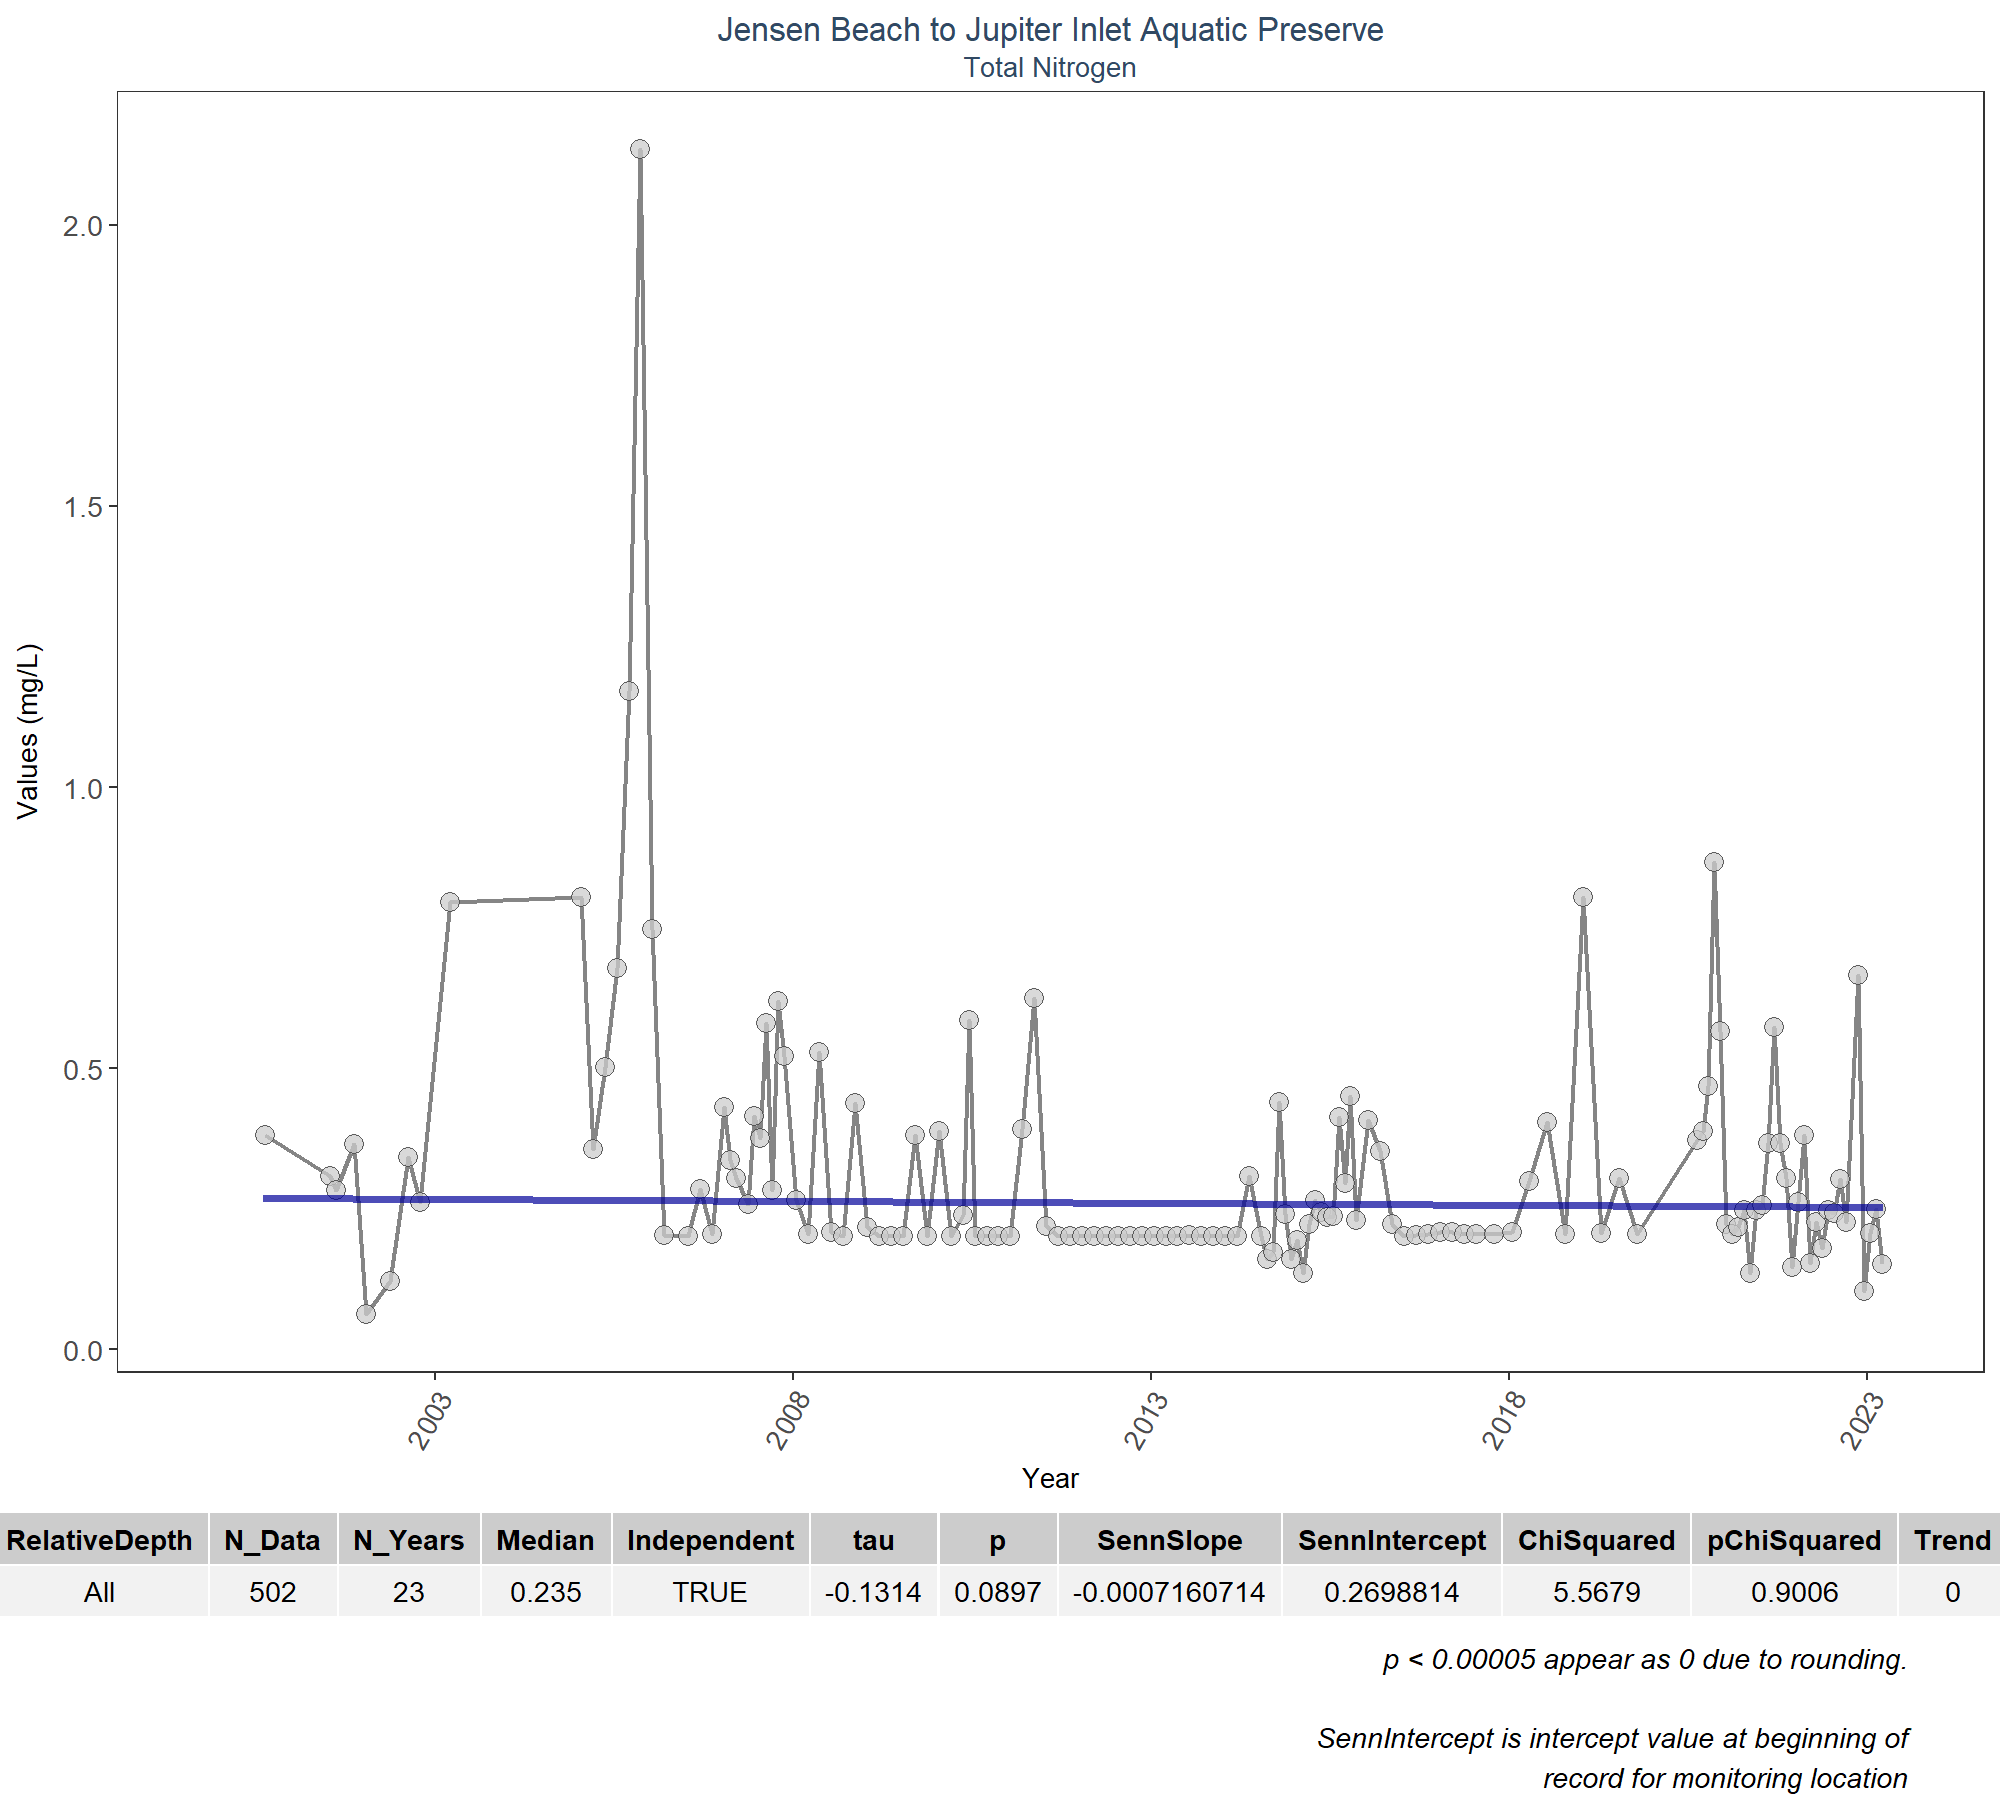 Jensen Beach to Jupiter Inlet Aquatic Preserve
Total Nitrogen
Values (mg/L)
2.0
1.5
1.0
0.5
0.0
2003 2008 2013 2018 2023
Year
RelativeDepth N_Data N_Years Median Independent tau p SennSlope SennIntercept ChiSquared pChiSquared Trend
All 502 23 0.235 TRUE -0.1314 0.0897 -0.0007160714 0.2698814 5.5679 0.9006 0
p < 0.00005 appear as 0 due to rounding.
SennIntercept is intercept value at beginning of
record for monitoring location